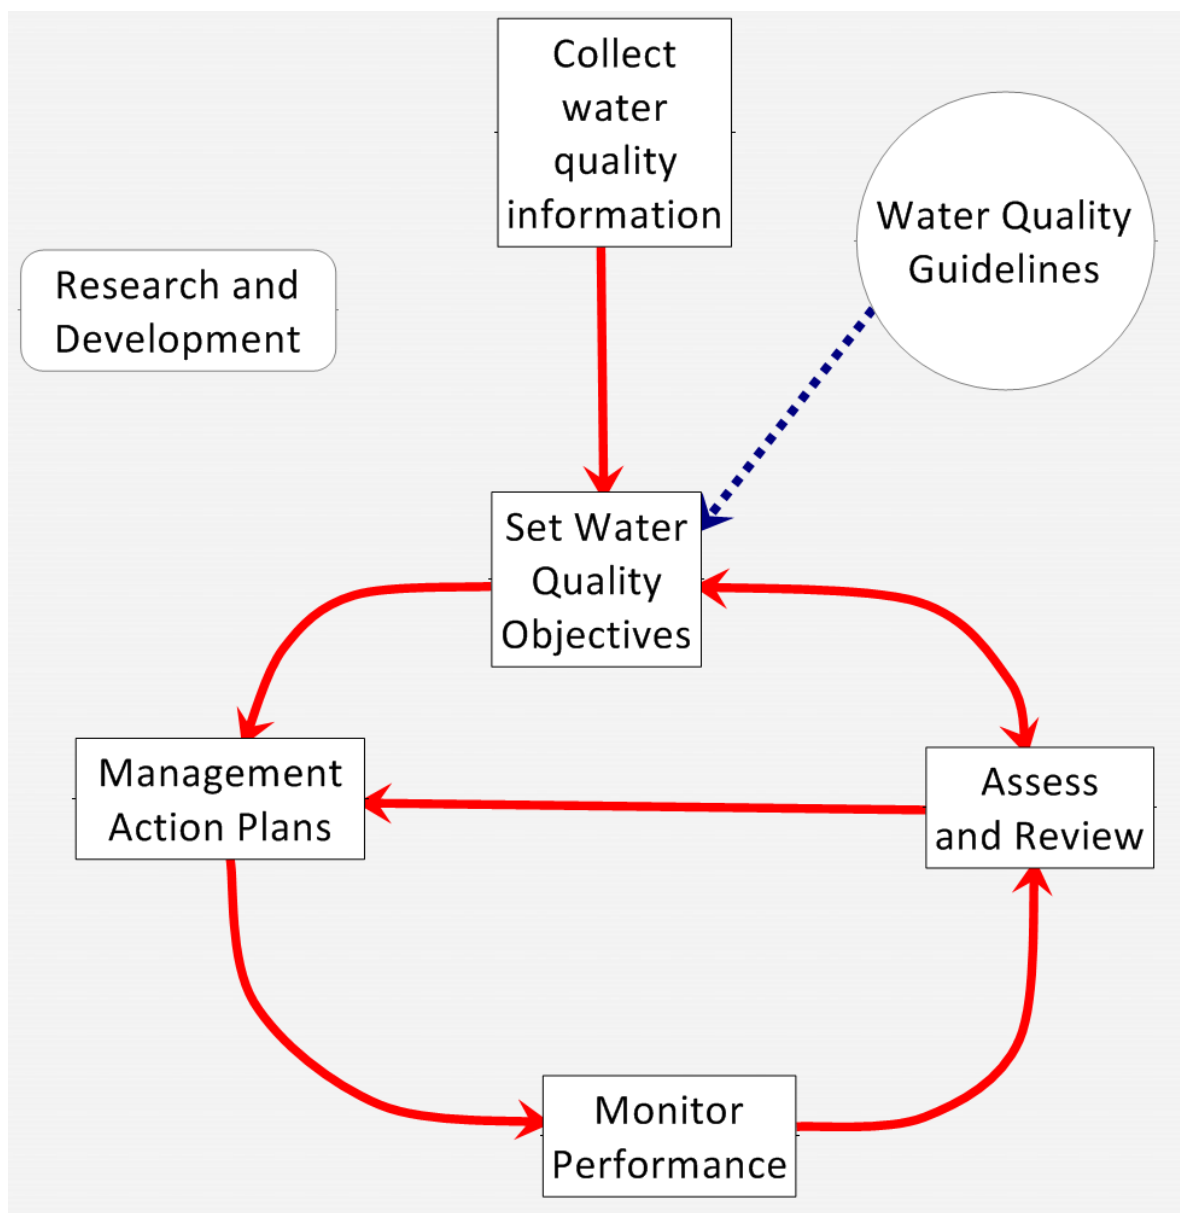 Collect
water
quality
information
Water Quality
Guidelines
Research and
Development
Set Water
Quality
Objectives
Management
Action Plans
Assess
and Review
Monitor
Performance